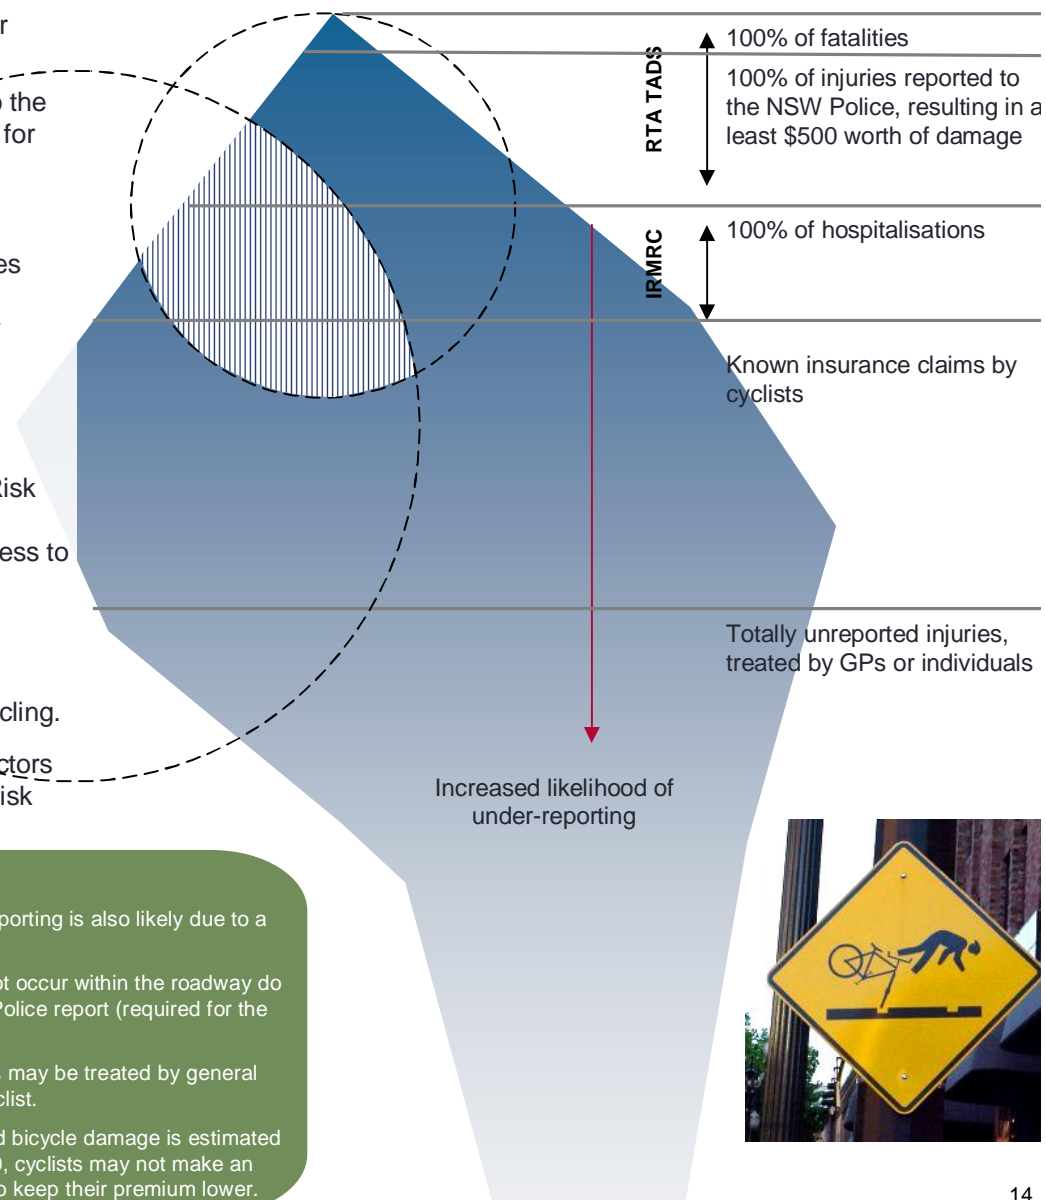 r
o the
for
es
Risk
ess to
cling.
ctors
isk
100% of fatalities
100% of injuries reported to
the NSW Police, resulting in a
least $500 worth of damage
RTA TADS
100% of hospitalisations
IRMRC
Known insurance claims by
cyclists
Totally unreported injuries,
treated by GPs or individuals
Increased likelihood of
under-reporting
porting is also likely due to a
ot occur within the roadway do
Police report (required for the
s may be treated by general
clist.
d bicycle damage is estimated
0, cyclists may not make an
o keep their premium lower.
14